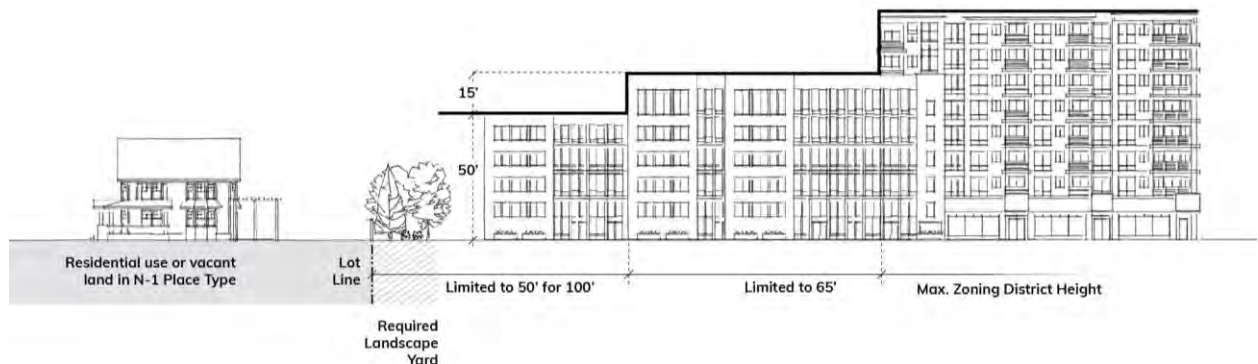 15'
50'
Residential use or vacant
land in N-1 Place Type
Lot
Line
Limited to 50' for 100'
Limited to 65'
Max. Zoning District Height
Required
Landscape
Yard